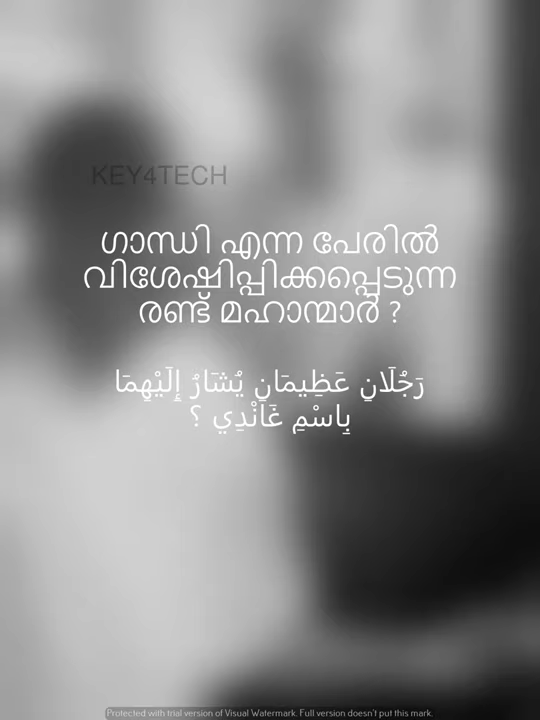 KEY4TECH
ഗാന്ധി എന്ന പേരിൽ
വിശേഷിപ്പിക്കപ്പെടുന്ന
രണ്ട് മഹാന്മാർ ?
رَجُلَانِ عَظِيمَانِ يُشَارُ إِلَيْهِمَا
بِاسْمِ غَانْدِي ؟
Protected with trial version of Visual Watermark. Full version doesn't put this mark.